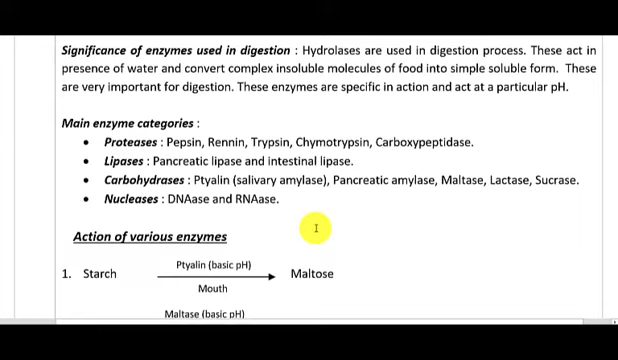 Significance of enzymes used in digestion : Hydrolases are used in digestion process. These act in
presence of water and convert complex insoluble molecules of food into simple soluble form. These
are very important for digestion. These enzymes are specific in action and act at a particular pH.
Main enzyme categories :
• Proteases : Pepsin, Rennin, Trypsin, Chymotrypsin, Carboxypeptidase.
• Lipases : Pancreatic lipase and intestinal lipase.
• Carbohydrases : Ptyalin (salivary amylase), Pancreatic amylase, Maltase, Lactase, Sucrase.
• Nucleases : DNAase and RNAase.
Action of various enzymes
Ptyalin (basic pH)
1. Starch Maltose
Mouth
Maltase (basic pH)